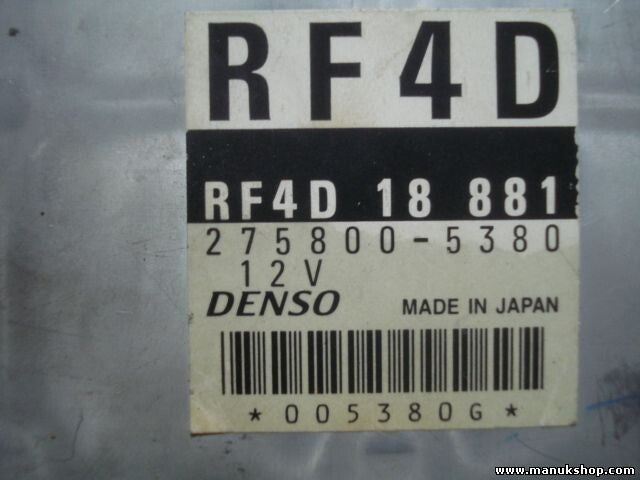 RF4D
RF4D 18 881
275800-5380
12V
DENSO MADE IN JAPAN
*005380G*
www.manukshop.com